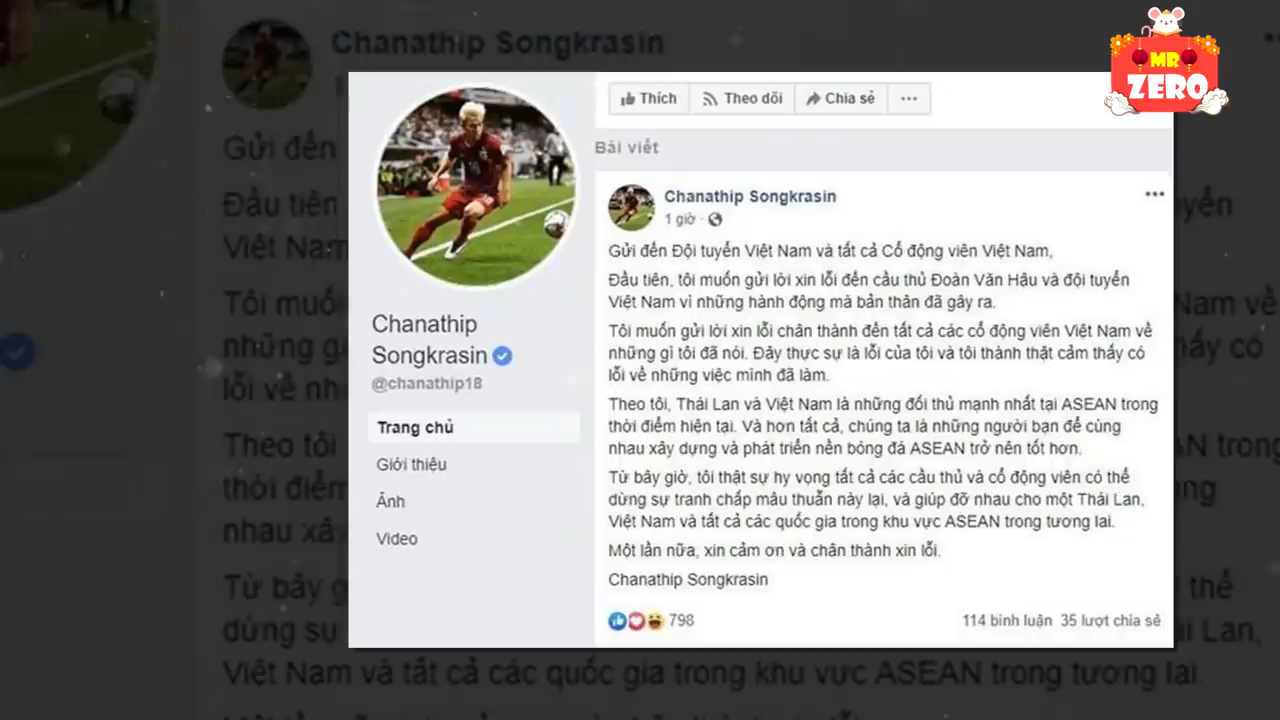 Chanathip Songkrasin
MR
ZERO
Thích
Theo dõi
Chia sẻ
Bài viết
Chanathip Songkrasin
1 giờ
Gửi đến Đội tuyển Việt Nam và tất cả Cổ động viên Việt Nam,
Đầu tiên, tôi muốn gửi lời xin lỗi đến cầu thủ Đoàn Văn Hậu và đội tuyển
Việt Nam vì những hành động mà bản thân đã gây ra.
Tôi muốn gửi lời xin lỗi chân thành đến tất cả các cổ động viên Việt Nam về
những gì tôi đã nói. Đây thực sự là lỗi của tôi và tôi thành thật cảm thấy có
lỗi về những việc mình đã làm.
Theo tôi, Thái Lan và Việt Nam là những đối thủ mạnh nhất tại ASEAN trong
thời điểm hiện tại. Và hơn tất cả, chúng ta là những người bạn để cùng
nhau xây dựng và phát triển nền bóng đá ASEAN trở nên tốt hơn.
Từ bây giờ, tôi thật sự hy vọng tất cả các cầu thủ và cổ động viên có thể
dừng sự tranh chấp mâu thuẫn này lại, và giúp đỡ nhau cho một Thái Lan,
Việt Nam và tất cả các quốc gia trong khu vực ASEAN trong tương lai.
Một lần nữa, xin cảm ơn và chân thành xin lỗi.
Chanathip Songkrasin
798
114 bình luận 35 lượt chia sẻ
Chanathip
Songkrasin
@chanathip18
Trang chủ
Giới thiệu
Ảnh
Video
Gửi đến
Đầu tiên
Việt Nam
Tôi muốn
những g
lỗi về nh
Theo tôi
thời điểm
nhau xây
Từ bây g
dừng sự
Việt Nam và tất cả các quốc gia trong khu vực ASEAN trong tương lai.